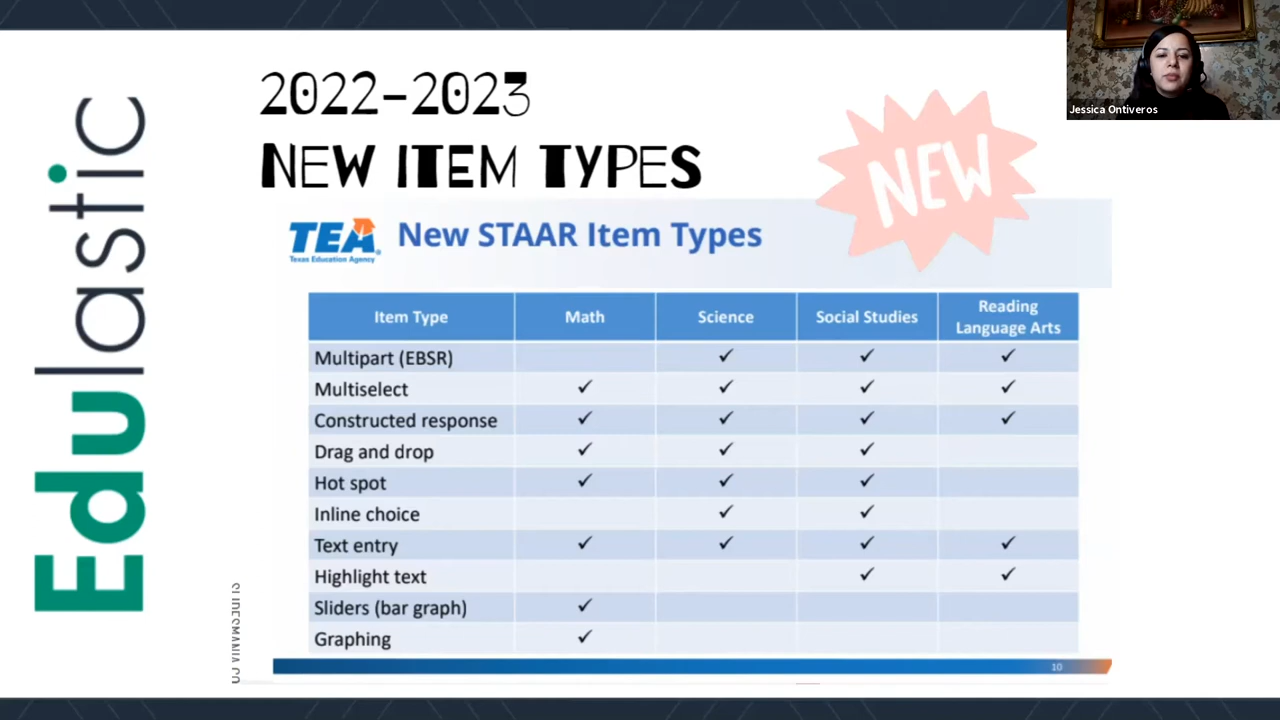 Edulastic
2022-2023
NEW ITEM TYPES
NEW
Jessica Ontiveros
TEA
Texas Education Agency
New STAAR Item Types
Item Type Math Science Social Studies Reading Language Arts
Multipart (EBSR) ✓ ✓ ✓
Multiselect ✓ ✓ ✓ ✓
Constructed response ✓ ✓ ✓ ✓
Drag and drop ✓ ✓ ✓
Hot spot ✓ ✓ ✓
Inline choice ✓ ✓
Text entry ✓ ✓ ✓ ✓
Highlight text ✓ ✓
Sliders (bar graph) ✓
Graphing ✓
10